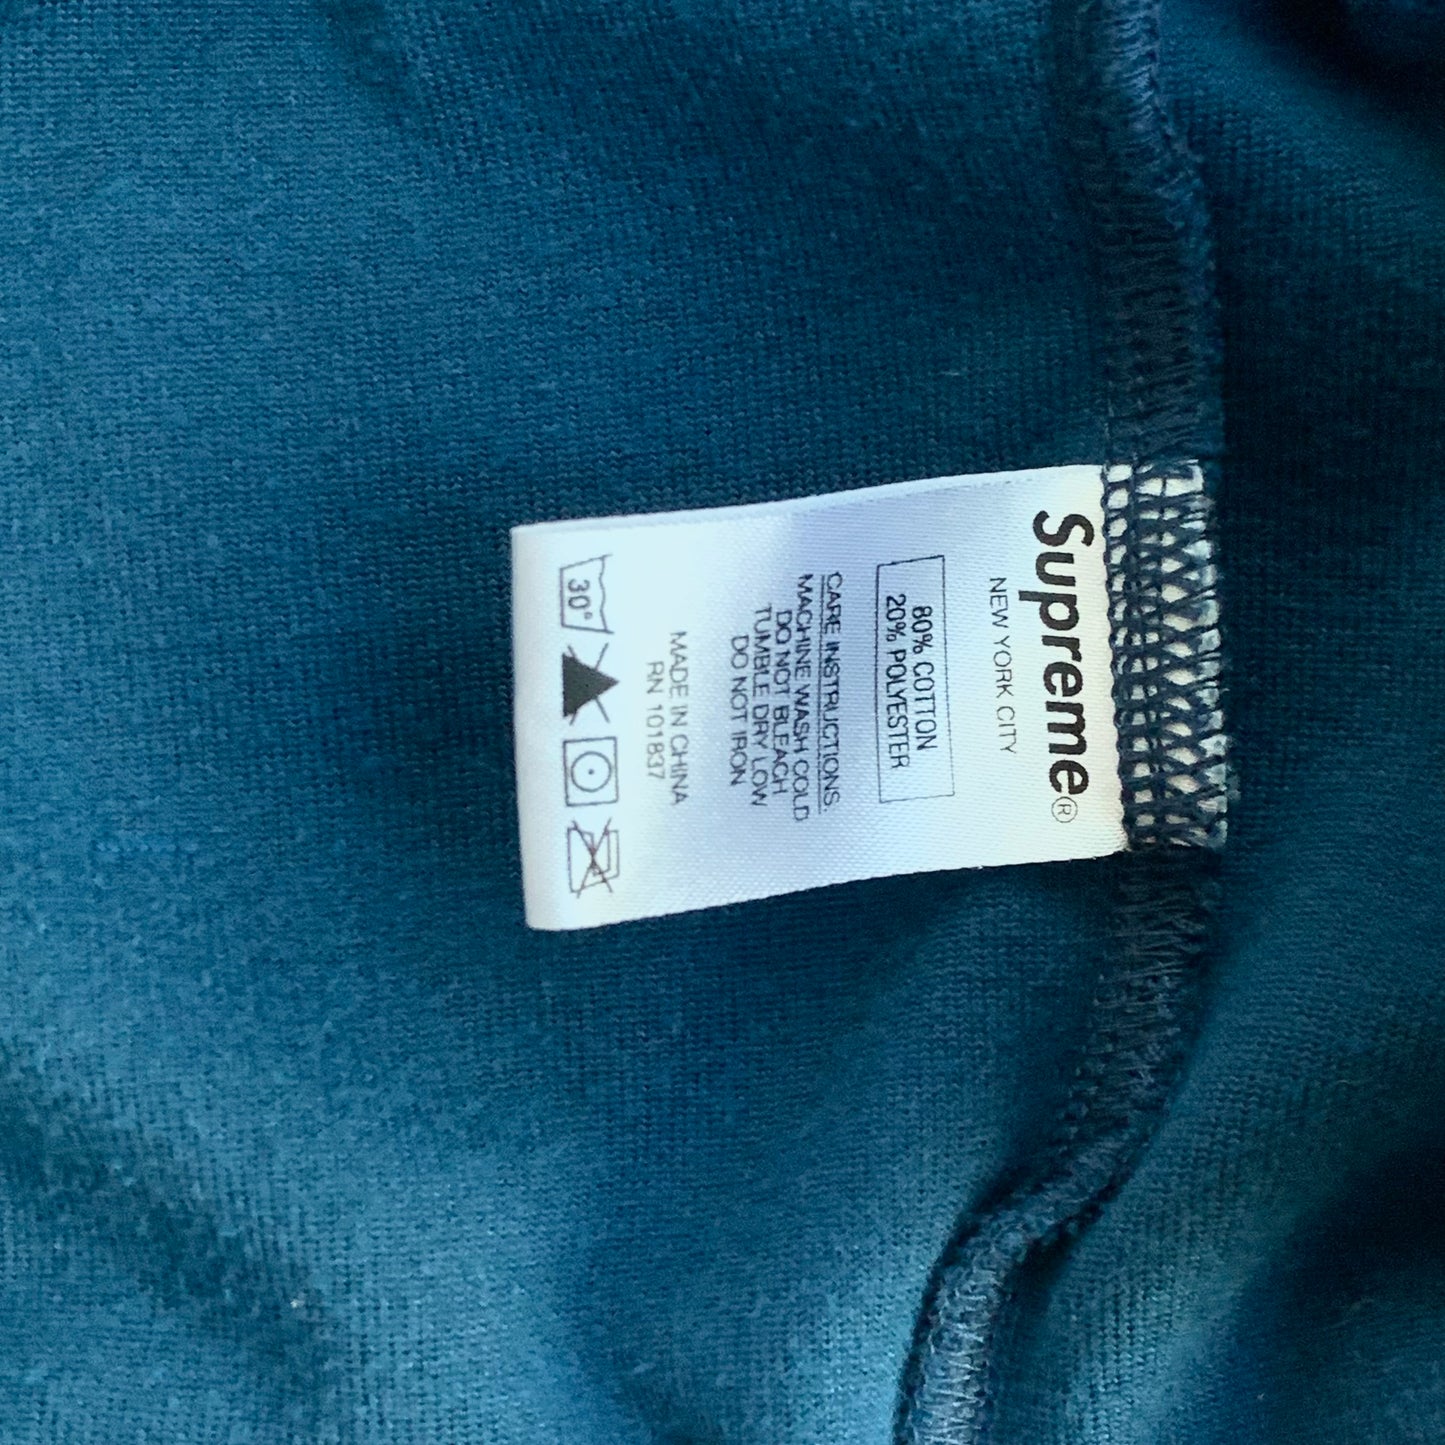 Supreme®
NEW YORK CITY
80% COTTON
20% POLYESTER
CARE INSTRUCTIONS:
MACHINE WASH COLD
DO NOT BLEACH
TUMBLE DRY LOW
DO NOT IRON
MADE IN CHINA
RN 101837
30°